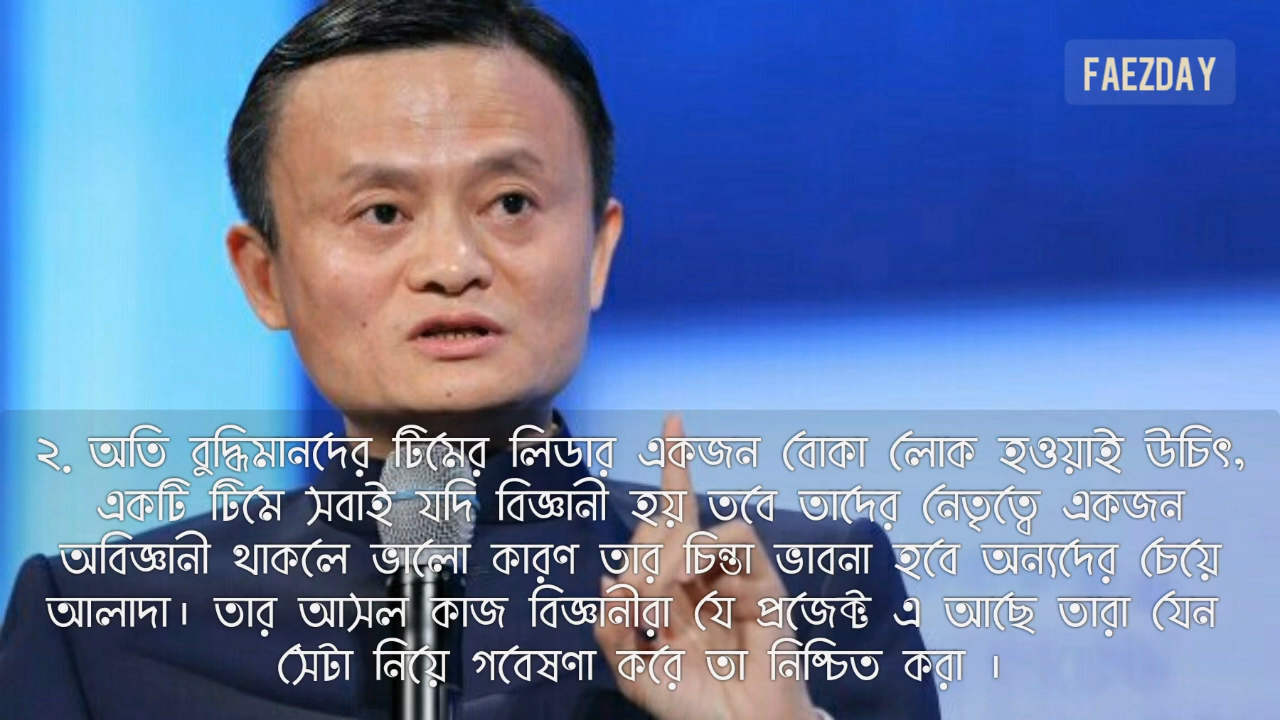 FAEZDAY
২. অতি বুদ্ধিমানদের টিমের লিডার একজন বোকা লোক হওয়াই উচিৎ,
একটি টিমে সবাই যদি বিজ্ঞানী হয় তবে তাদের নেতৃত্বে একজন
অবিজ্ঞানী থাকলে ভালো কারণ তার চিন্তা ভাবনা হবে অন্যদের চেয়ে
আলাদা। তার আসল কাজ বিজ্ঞানীরা যে প্রজেক্ট এ আছে তারা যেন
সেটা নিয়ে গবেষণা করে তা নিশ্চিত করা ।